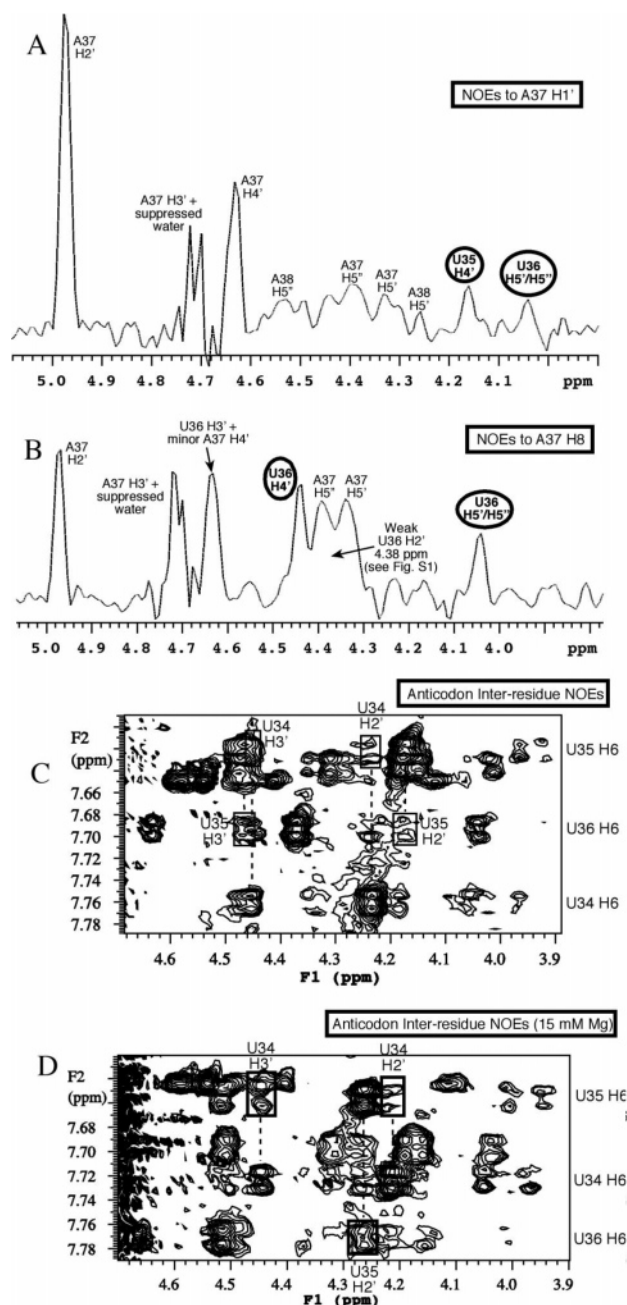 A
A37
H2'
NOEs to A37 H1'
A37 H3' +
suppressed
water
A37
H4'
A38
H5"
A37
H5"
A37
H5'
A38
H5'
U35
H4'
U36
H5'/H5"
5.0 4.9 4.8 4.7 4.6 4.5 4.4 4.3 4.2 4.1 ppm
B
A37
H2'
U36 H3' +
minor A37 H4'
NOEs to A37 H8
A37 H3' +
suppressed
water
U36
H4'
A37
H5"
A37
H5'
Weak
U36 H2'
4.38 ppm
(see Fig. S1)
U36
H5'/H5"
5.0 4.9 4.8 4.7 4.6 4.5 4.4 4.3 4.2 4.1 4.0 ppm
Anticodon Inter-residue NOEs
C
F2
(ppm)
U34
H3'
U34
H2'
U35 H6
7.66
7.68
7.70
7.72
7.74
7.76
7.78
U35
H3'
U35
H2'
U36 H6
U34 H6
4.6 4.5 4.4 4.3 4.2 4.1 4.0 3.9
F1 (ppm)
Anticodon Inter-residue NOEs (15 mM Mg)
D
F2
(ppm)
U34
H3'
U34
H2'
U35 H6
7.68
7.70
7.72
7.74
7.76
7.78
U34 H6
U36 H6
U35
H2'
4.6 4.5 4.4 4.3 4.2 4.1 4.0 3.9
F1 (ppm)